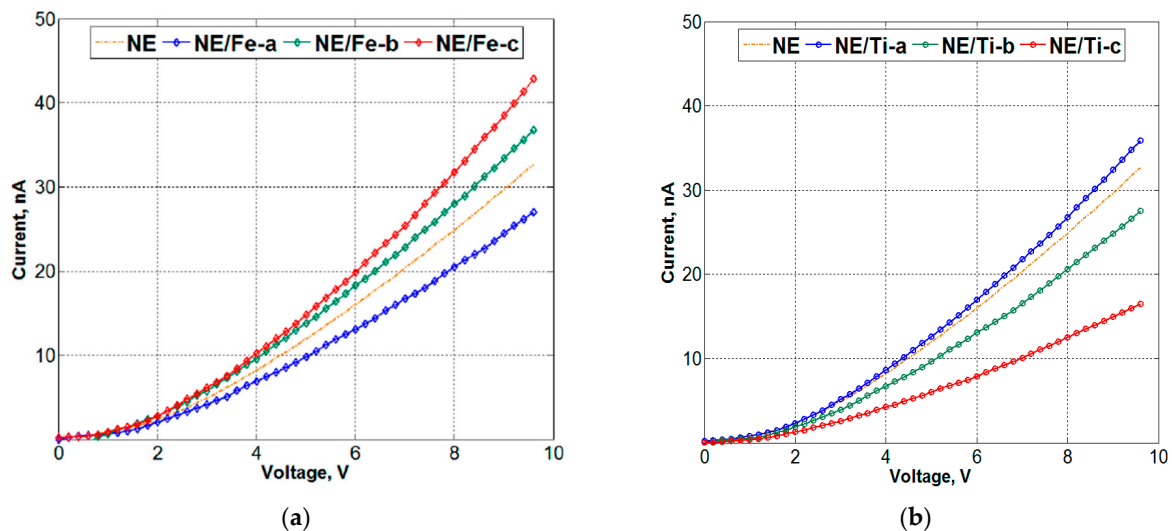 50
40
30
20
10
0
2
4
6
8
10
Current, nA
Voltage, V
NE NE/Fe-a NE/Fe-b NE/Fe-c
(a)
50
40
30
20
10
0
2
4
6
8
10
Current, nA
Voltage, V
NE NE/Ti-a NE/Ti-b NE/Ti-c
(b)